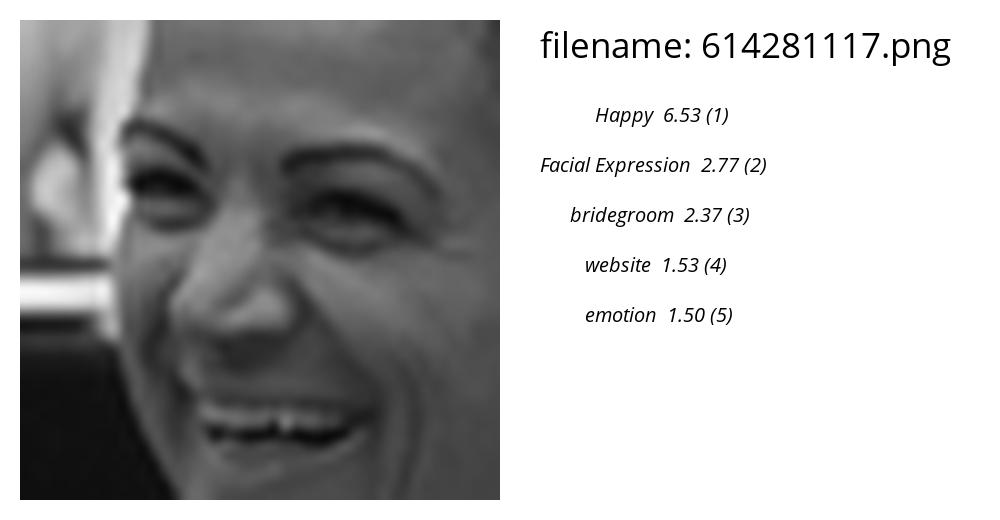 filename: 614281117.png
Happy 6.53 (1)
Facial Expression 2.77 (2)
bridegroom 2.37 (3)
website 1.53 (4)
emotion 1.50 (5)